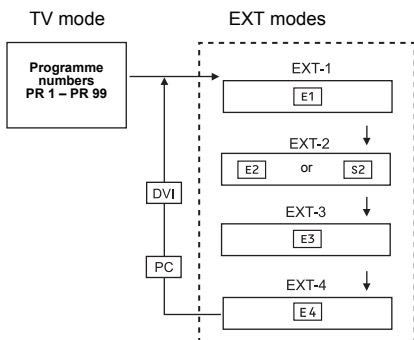 TV mode
EXT modes
Programme
numbers
PR 1 – PR 99
EXT-1
E1
EXT-2
E2 or S2
DVI
EXT-3
E3
PC
EXT-4
E4